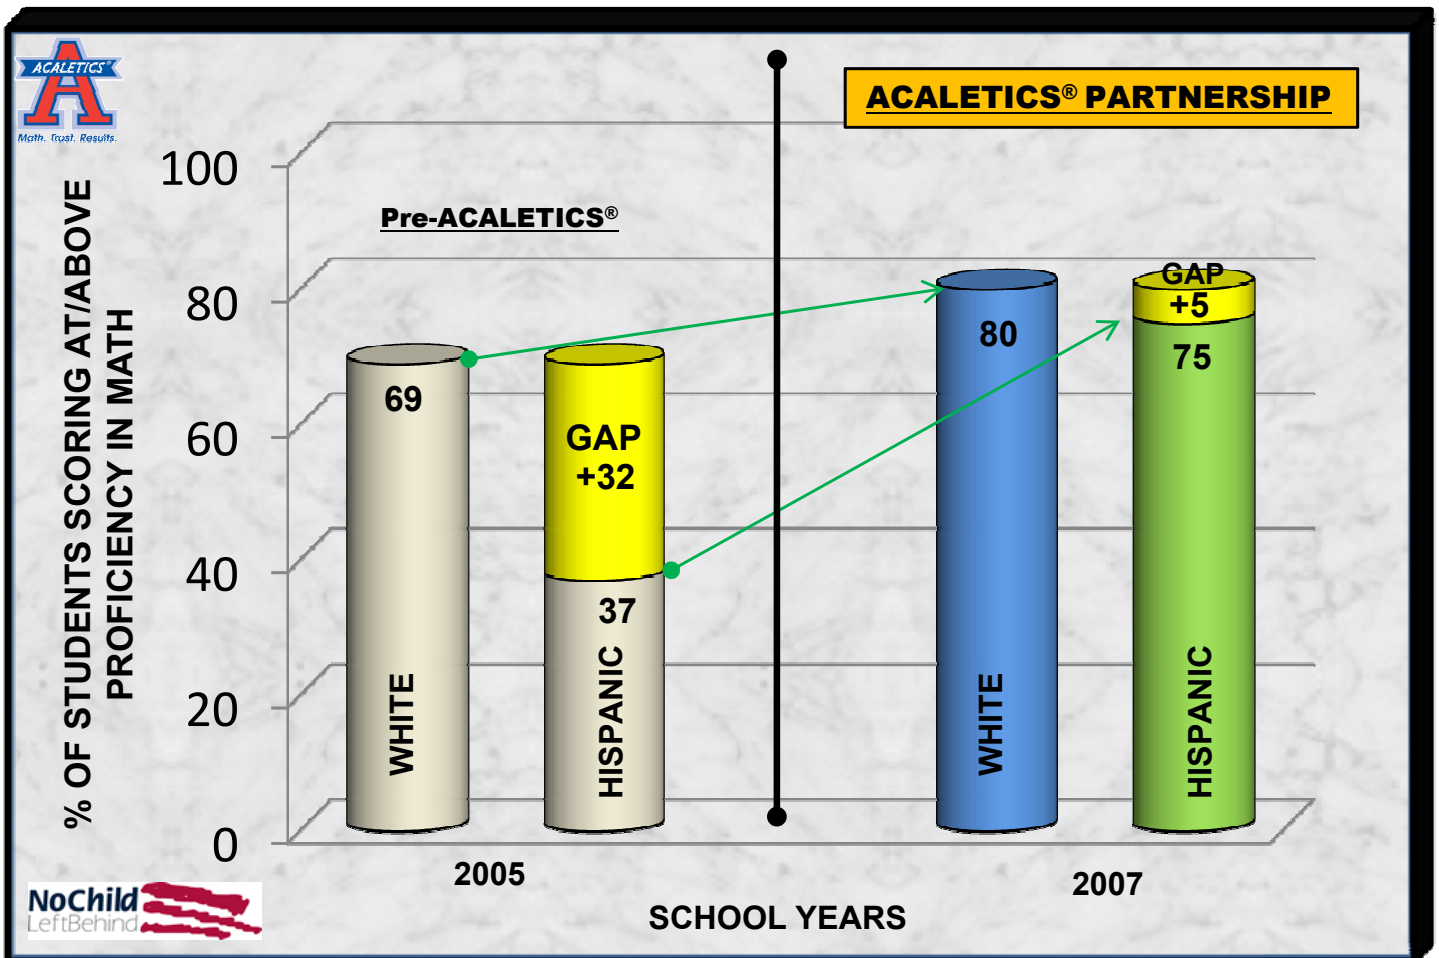 ACALETICS®
Math. Trust. Results.
ACALETICS® PARTNERSHIP
Pre-ACALETICS®
% OF STUDENTS SCORING AT/ABOVE
PROFICIENCY IN MATH
100
80
60
40
20
0
69
WHITE
GAP
+32
37
HISPANIC
80
WHITE
GAP
+5
75
HISPANIC
2005
2007
SCHOOL YEARS
NoChild
LeftBehind